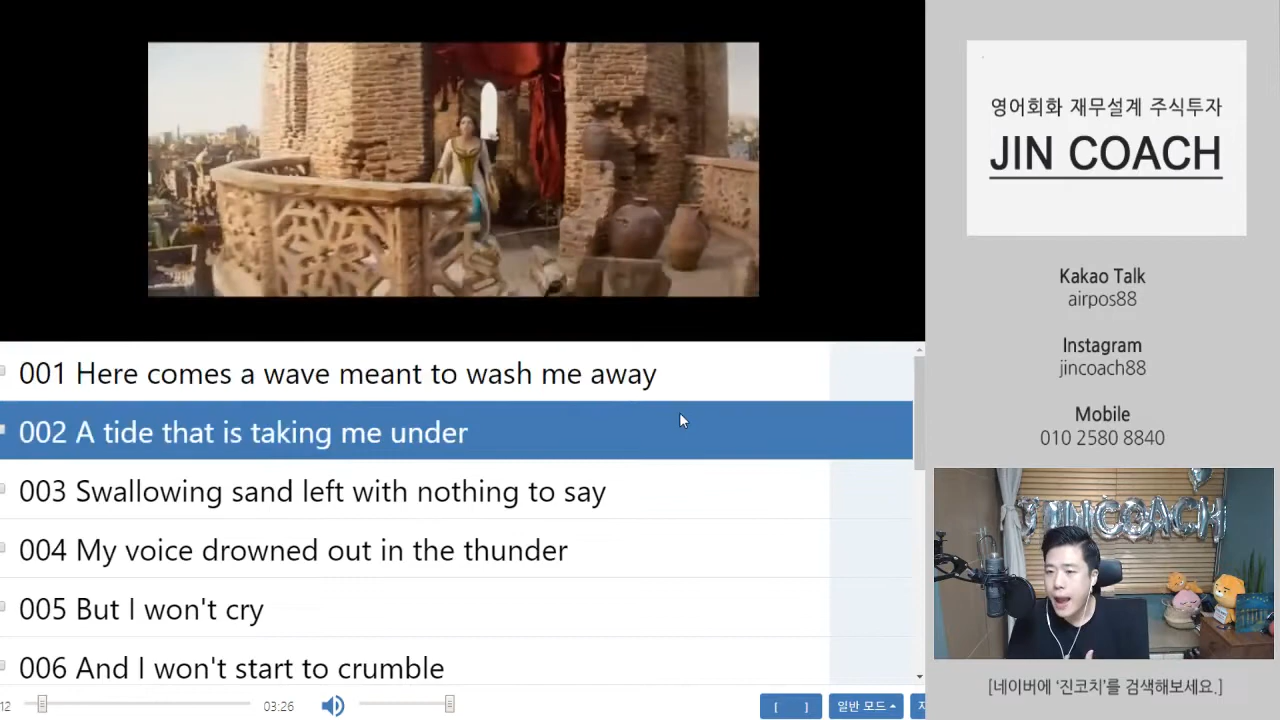 001 Here comes a wave meant to wash me away
002 A tide that is taking me under
003 Swallowing sand left with nothing to say
004 My voice drowned out in the thunder
005 But I won't cry
006 And I won't start to crumble
12
03:26
[ ]
일반 모드
영어회화 재무설계 주식투자
JIN COACH
Kakao Talk
airpos88
Instagram
jincoach88
Mobile
010 2580 8840
JINCOACH
[네이버에 '진코치'를 검색해보세요.]